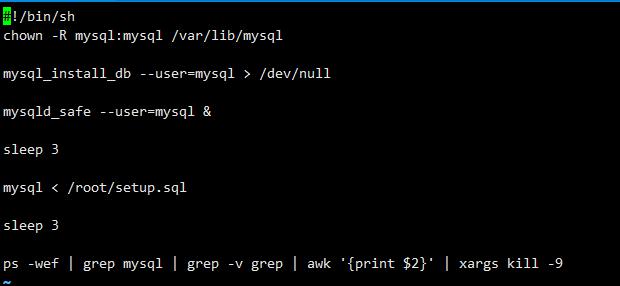 #!/bin/sh
chown -R mysql:mysql /var/lib/mysql
mysql_install_db --user=mysql > /dev/null
mysqld_safe --user=mysql &
sleep 3
mysql < /root/setup.sql
sleep 3
ps -wef | grep mysql | grep -v grep | awk '{print $2}' | xargs kill -9
~